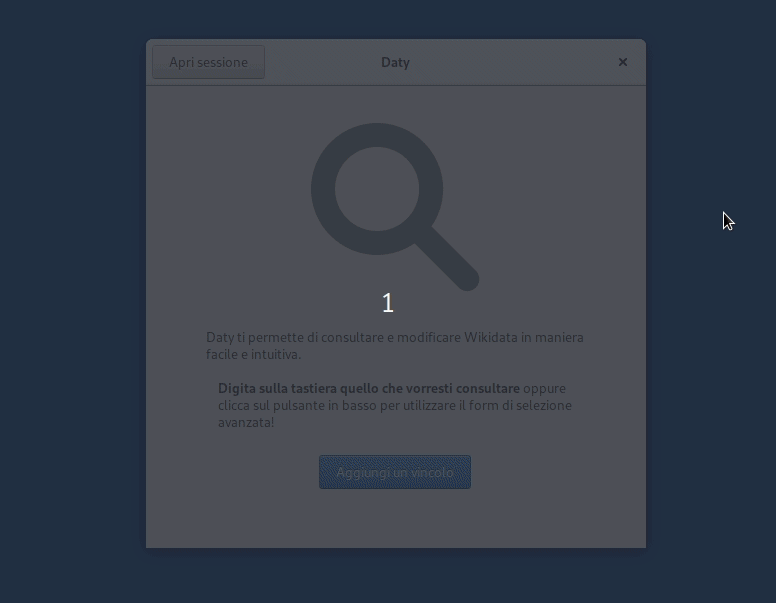 Apri sessione
Daty
1
Daty ti permette di consultare e modificare Wikidata in maniera
facile e intuitiva.
Digita sulla tastiera quello che vorresti consultare oppure
clicca sul pulsante in basso per utilizzare il form di selezione
avanzata!
Aggiungi un vincolo